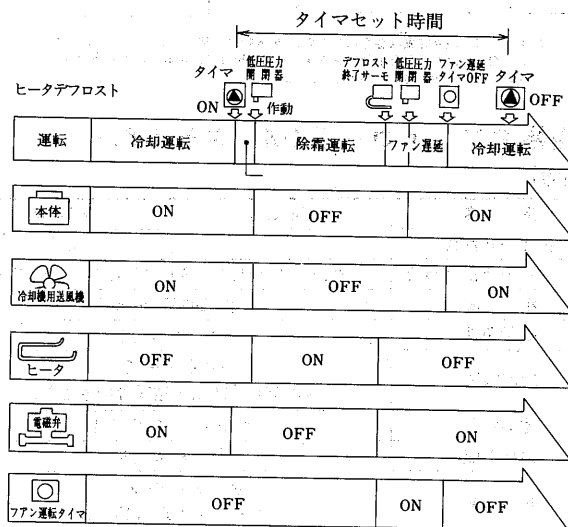 タイマセット時間
デフロスト
終了サーモ
低圧圧力
開閉器
ファン遅延
タイマOFF
タイマ
タイマ
低圧圧力
開閉器
ヒータデフロスト
ON
作動
OFF
運転
冷却運転
除霜運転
ファン遅延
冷却運転
本体
ON
OFF
ON
冷却機用送風機
ON
OFF
ON
ヒータ
OFF
ON
OFF
電磁弁
ON
OFF
ON
フアン運転タイマ
OFF
ON
OFF